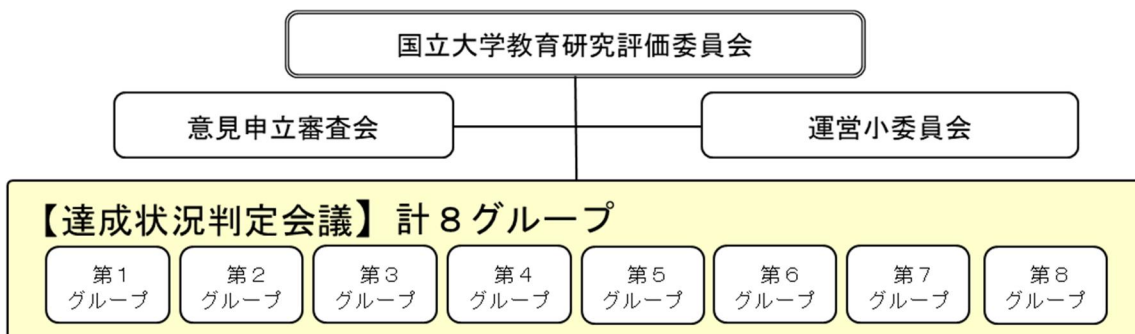 国立大学教育研究評価委員会
意見申立審査会
運営小委員会
【達成状況判定会議】計８グループ
第１
グループ
第２
グループ
第３
グループ
第４
グループ
第５
グループ
第６
グループ
第７
グループ
第８
グループ